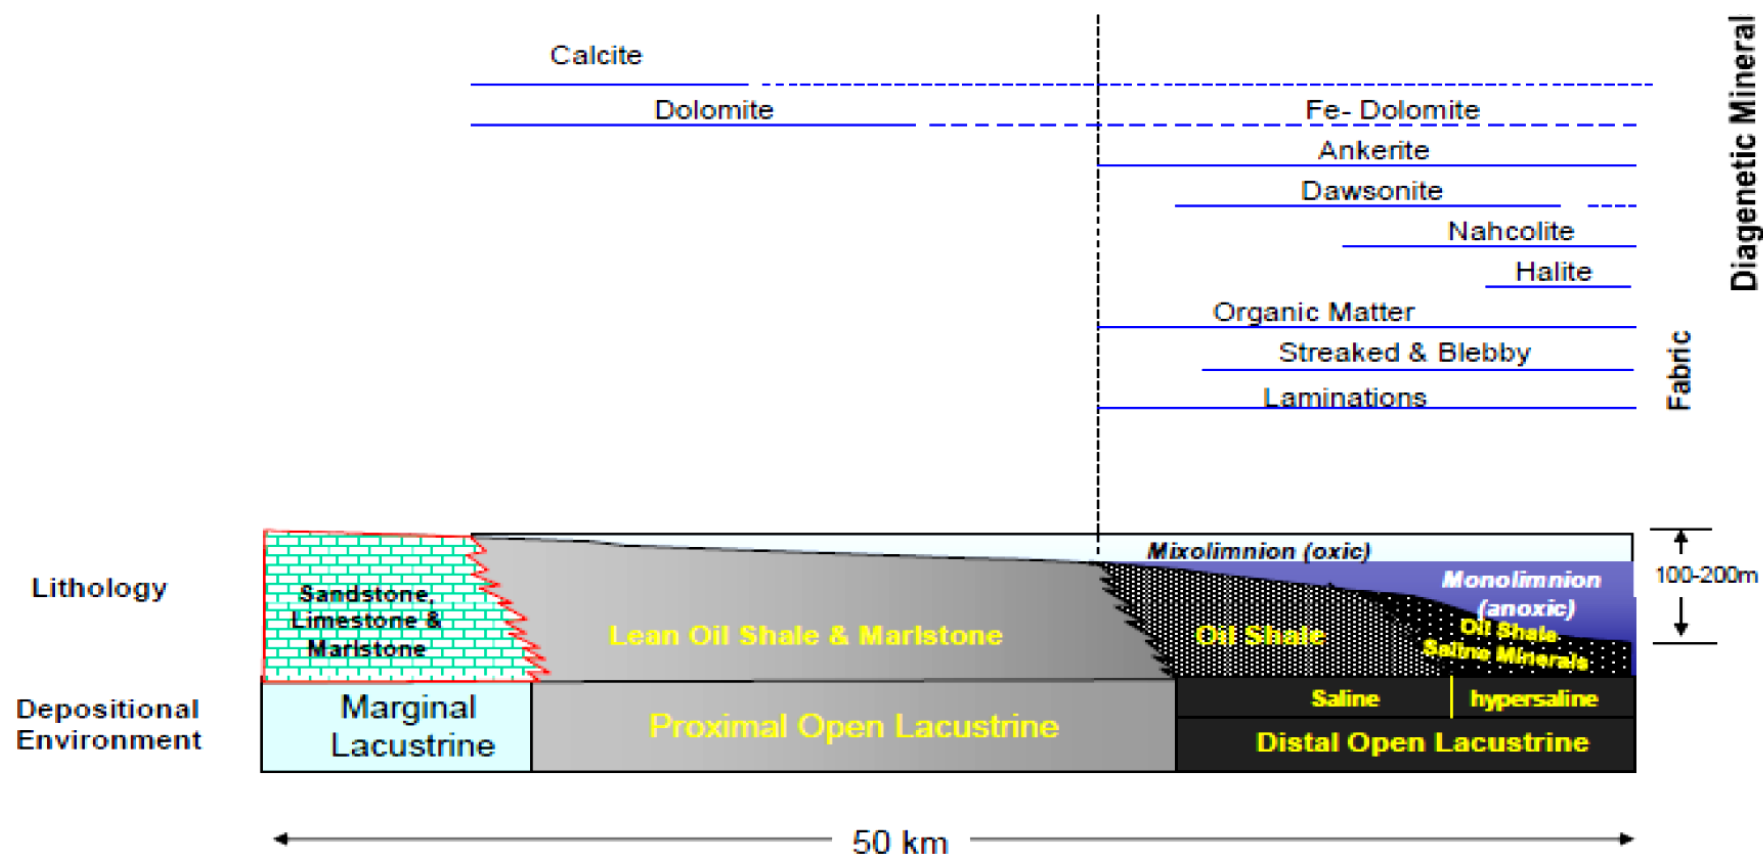 Diagenetic Mineral
Calcite
Dolomite
Fe- Dolomite
Ankerite
Dawsonite
Nahcolite
Halite
Organic Matter
Streaked & Blebby
Laminations
Fabric
Mixolimnion (oxic)
Monolimnion
(anoxic)
100-200m
Lithology
Sandstone,
Limestone &
Marlstone
Lean Oil Shale & Marlstone
Oil Shale
Oil Shale
Saline Minerals
Depositional
Environment
Marginal
Lacustrine
Proximal Open Lacustrine
Saline
hypersaline
Distal Open Lacustrine
50 km